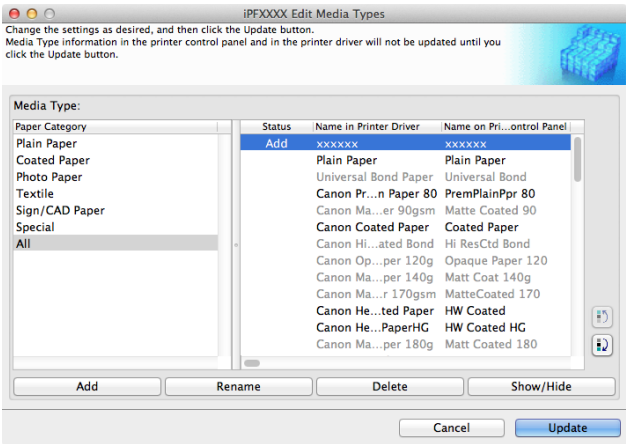 iPFXXXX Edit Media Types
Change the settings as desired, and then click the Update button.
Media Type information in the printer control panel and in the printer driver will not be updated until you
click the Update button.
Media Type:
Paper Category
Plain Paper
Coated Paper
Photo Paper
Textile
Sign/CAD Paper
Special
All
Status Name in Printer Driver Name on Pri...ontrol Panel
Add xxxxxx xxxxxx
Plain Paper Plain Paper
Universal Bond Paper Universal Bond
Canon Pr...n Paper 80 PremPlainPpr 80
Canon Ma...er 90gsm Matte Coated 90
Canon Coated Paper Coated Paper
Canon Hi...ated Bond Hi ResCtd Bond
Canon Op...per 120g Opaque Paper 120
Canon Ma...per 140g Matt Coat 140g
Canon Ma...r 170gsm MatteCoated 170
Canon He...ted Paper HW Coated
Canon He...PaperHG HW Coated HG
Canon Ma...per 180g Matt Coated 180
Add Rename Delete Show/Hide
Cancel Update